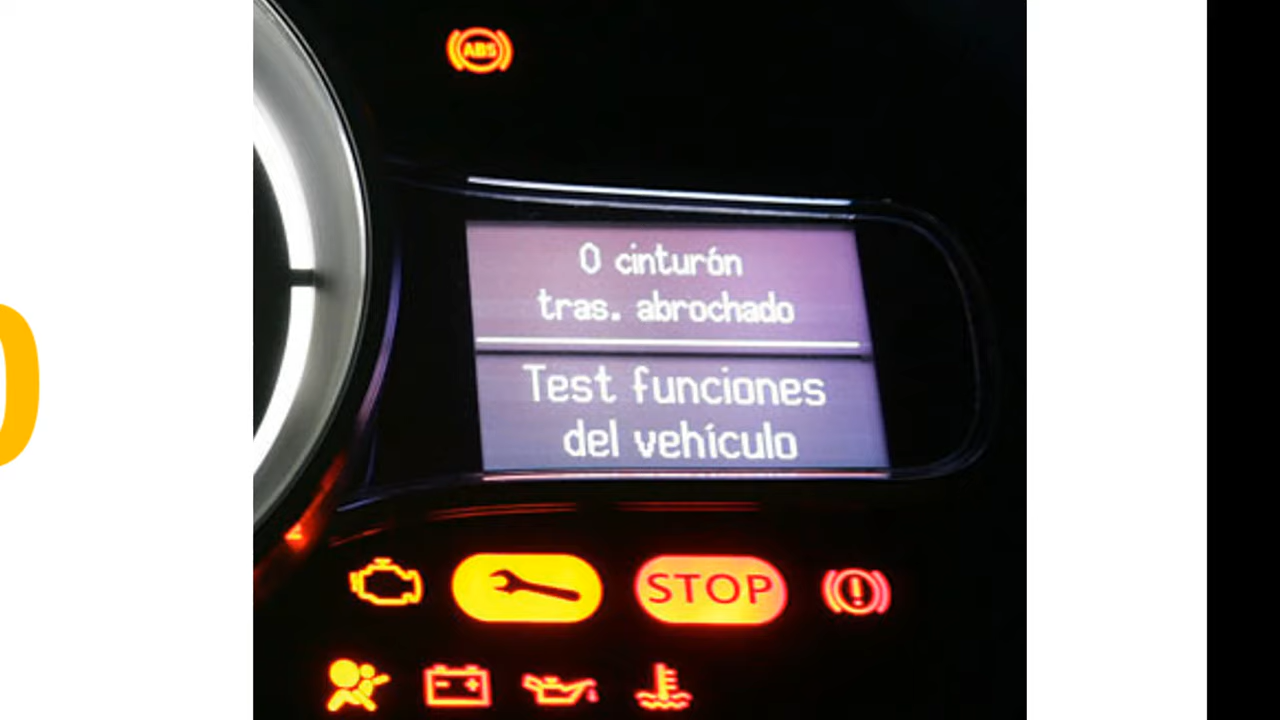 ABS
0 cinturón
tras. abrochado
Test funciones
del vehículo
STOP